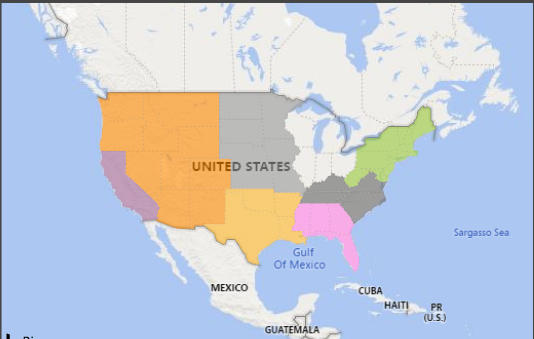 UNITED STATES
Sargasso Sea
Gulf
Of Mexico
MEXICO
CUBA
HAITI
PR
(U.S.)
GUATEMALA